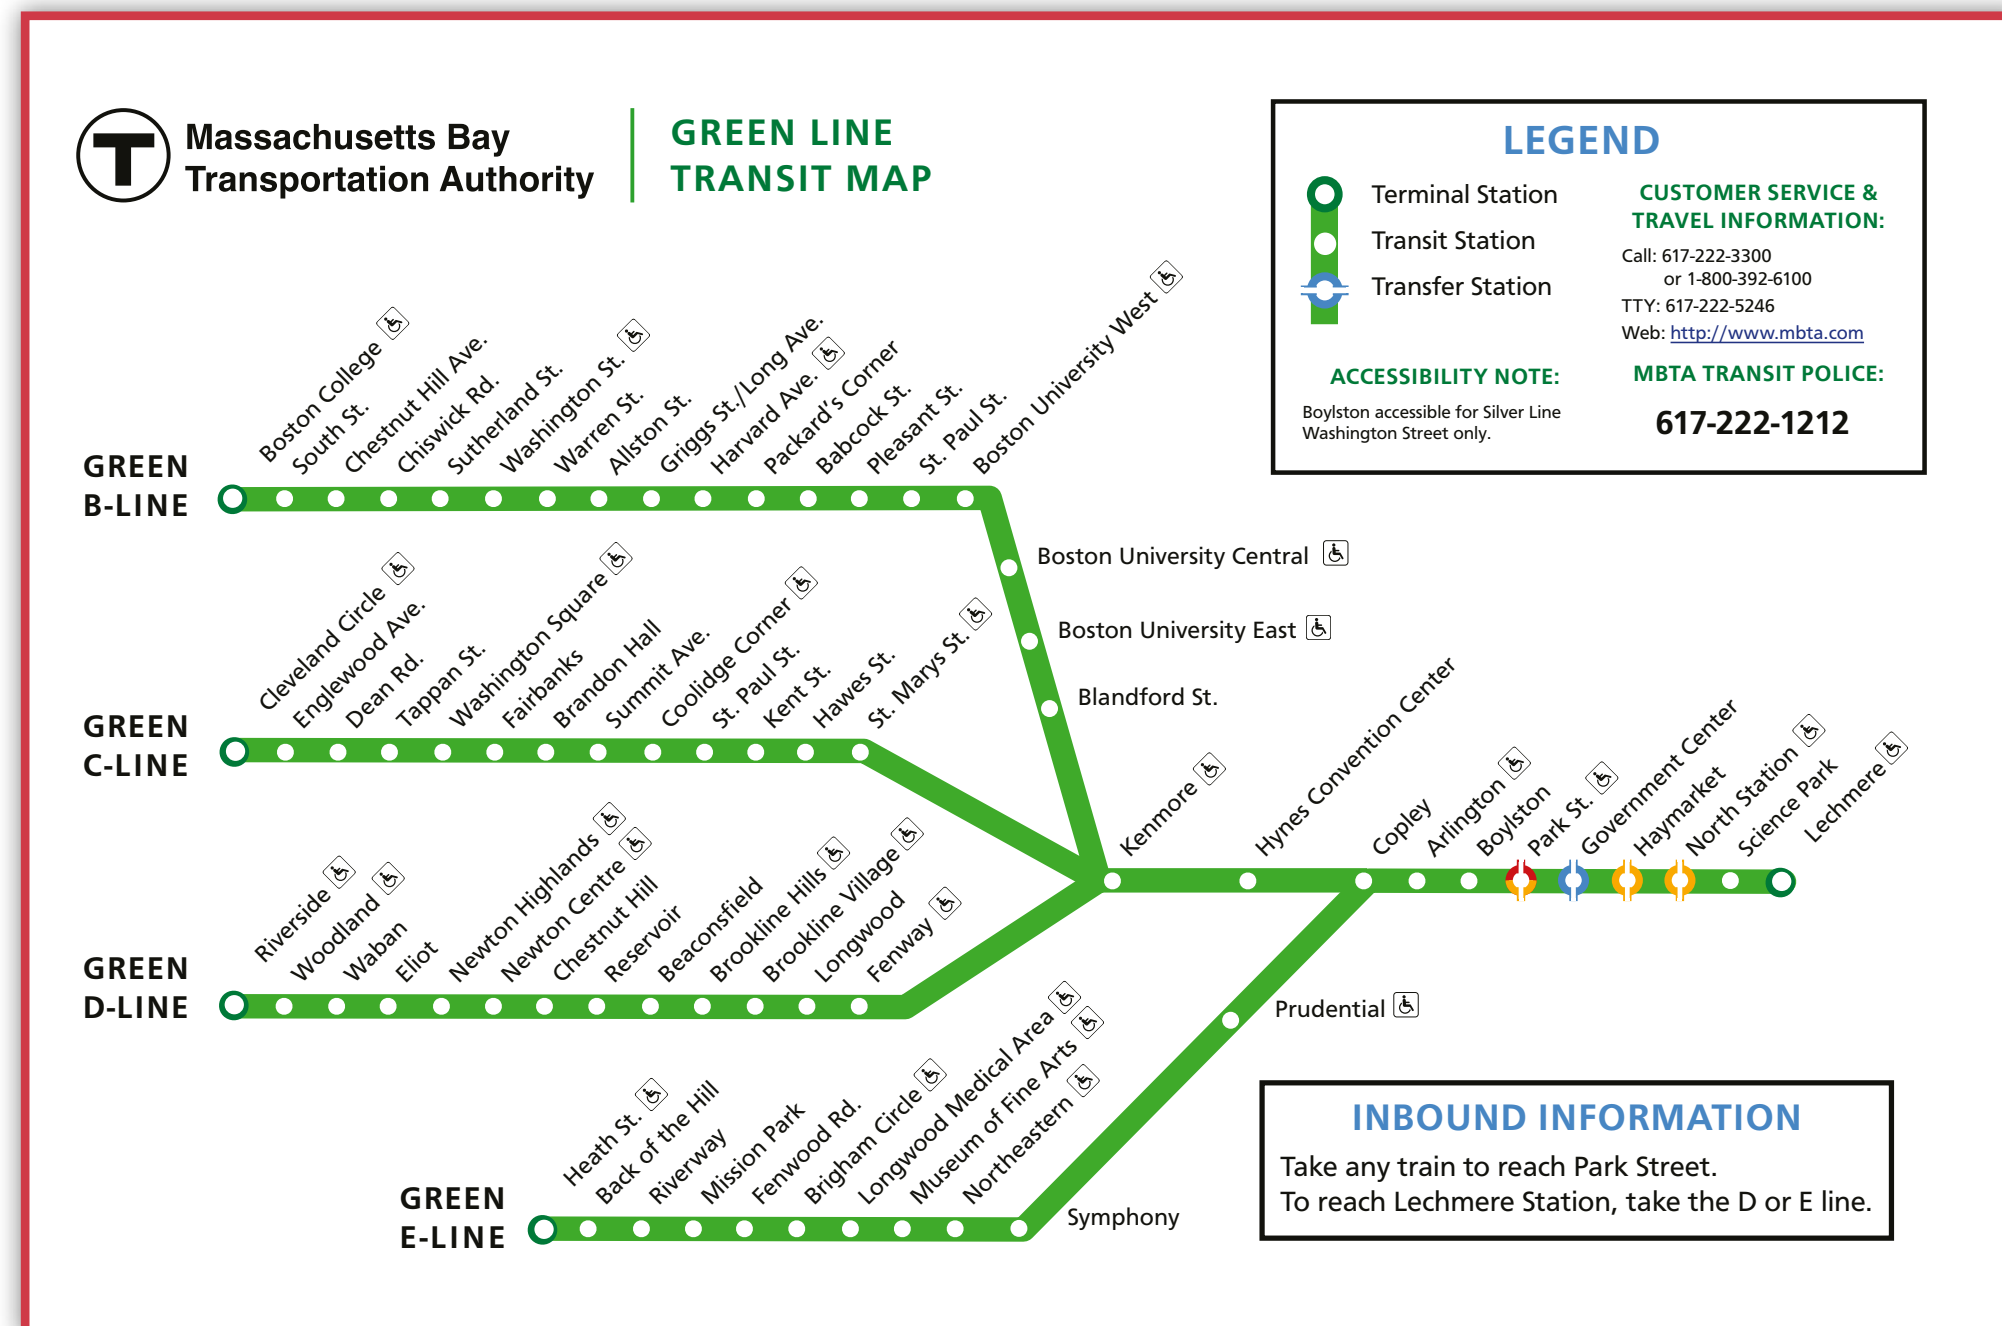 T
Massachusetts Bay
Transportation Authority
GREEN LINE
TRANSIT MAP
LEGEND
Terminal Station
Transit Station
Transfer Station
CUSTOMER SERVICE &
TRAVEL INFORMATION:
Call: 617-222-3300
or 1-800-392-6100
TTY: 617-222-5246
Web: http://www.mbta.com
ACCESSIBILITY NOTE:
Boylston accessible for Silver Line
Washington Street only.
MBTA TRANSIT POLICE:
617-222-1212
GREEN
B-LINE
Boston College
South St.
Chestnut Hill Ave.
Chiswick Rd.
Sutherland St.
Washington St.
Warren St.
Allston St.
Griggs St./Long Ave.
Harvard Ave.
Packard's Corner
Babcock St.
Pleasant St.
St. Paul St.
Boston University West
Boston University Central
Boston University East
Blandford St.
GREEN
C-LINE
Cleveland Circle
Englewood Ave.
Dean Rd.
Tappan St.
Washington Square
Fairbanks
Brandon Hall
Summit Ave.
Coolidge Corner
St. Paul St.
Kent St.
Hawes St.
St. Marys St.
Kenmore
Hynes Convention Center
Copley
Arlington
Boylston
Park St.
Government Center
Haymarket
North Station
Science Park
Lechmere
GREEN
D-LINE
Riverside
Woodland
Waban
Eliot
Newton Highlands
Newton Centre
Chestnut Hill
Reservoir
Beaconsfield
Brookline Hills
Brookline Village
Longwood
Fenway
Prudential
GREEN
E-LINE
Heath St.
Back of the Hill
Riverway
Mission Park
Fenwood Rd.
Brigham Circle
Longwood Medical Area
Museum of Fine Arts
Northeastern
Symphony
INBOUND INFORMATION
Take any train to reach Park Street.
To reach Lechmere Station, take the D or E line.